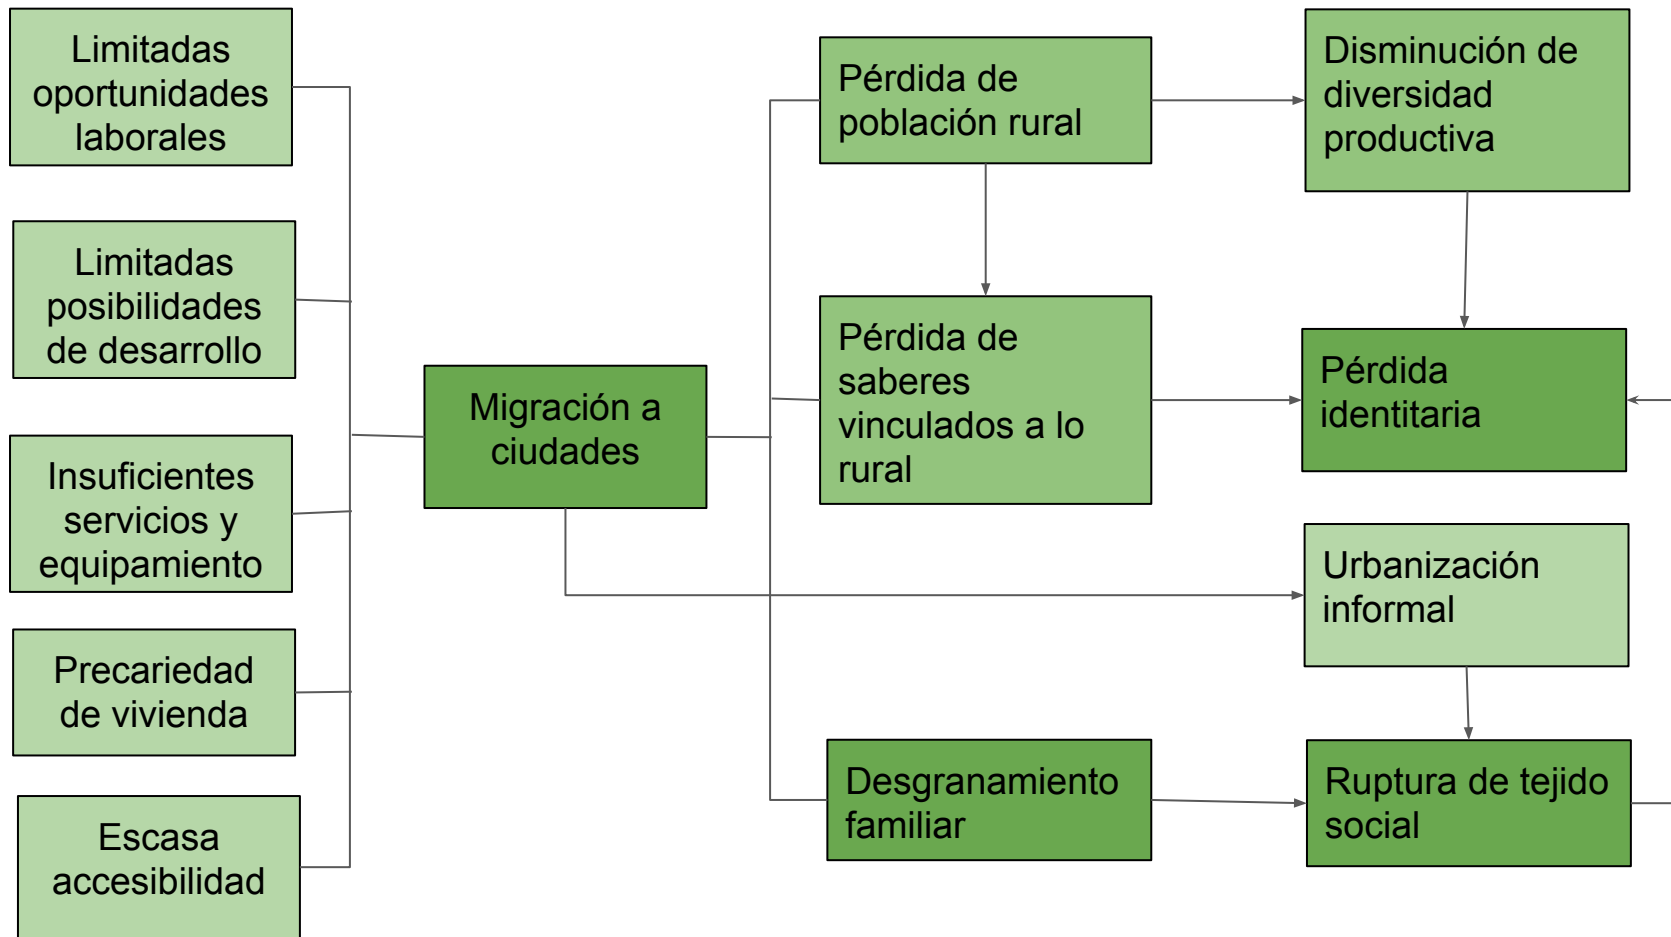 Limitadas
oportunidades
laborales
Limitadas
posibilidades
de desarrollo
Insuficientes
servicios y
equipamiento
Precariedad
de vivienda
Escasa
accesibilidad
Migración a
ciudades
Pérdida de
población rural
Pérdida de
saberes
vinculados a lo
rural
Desgranamiento
familiar
Disminución de
diversidad
productiva
Pérdida
identitaria
Urbanización
informal
Ruptura de tejido
social